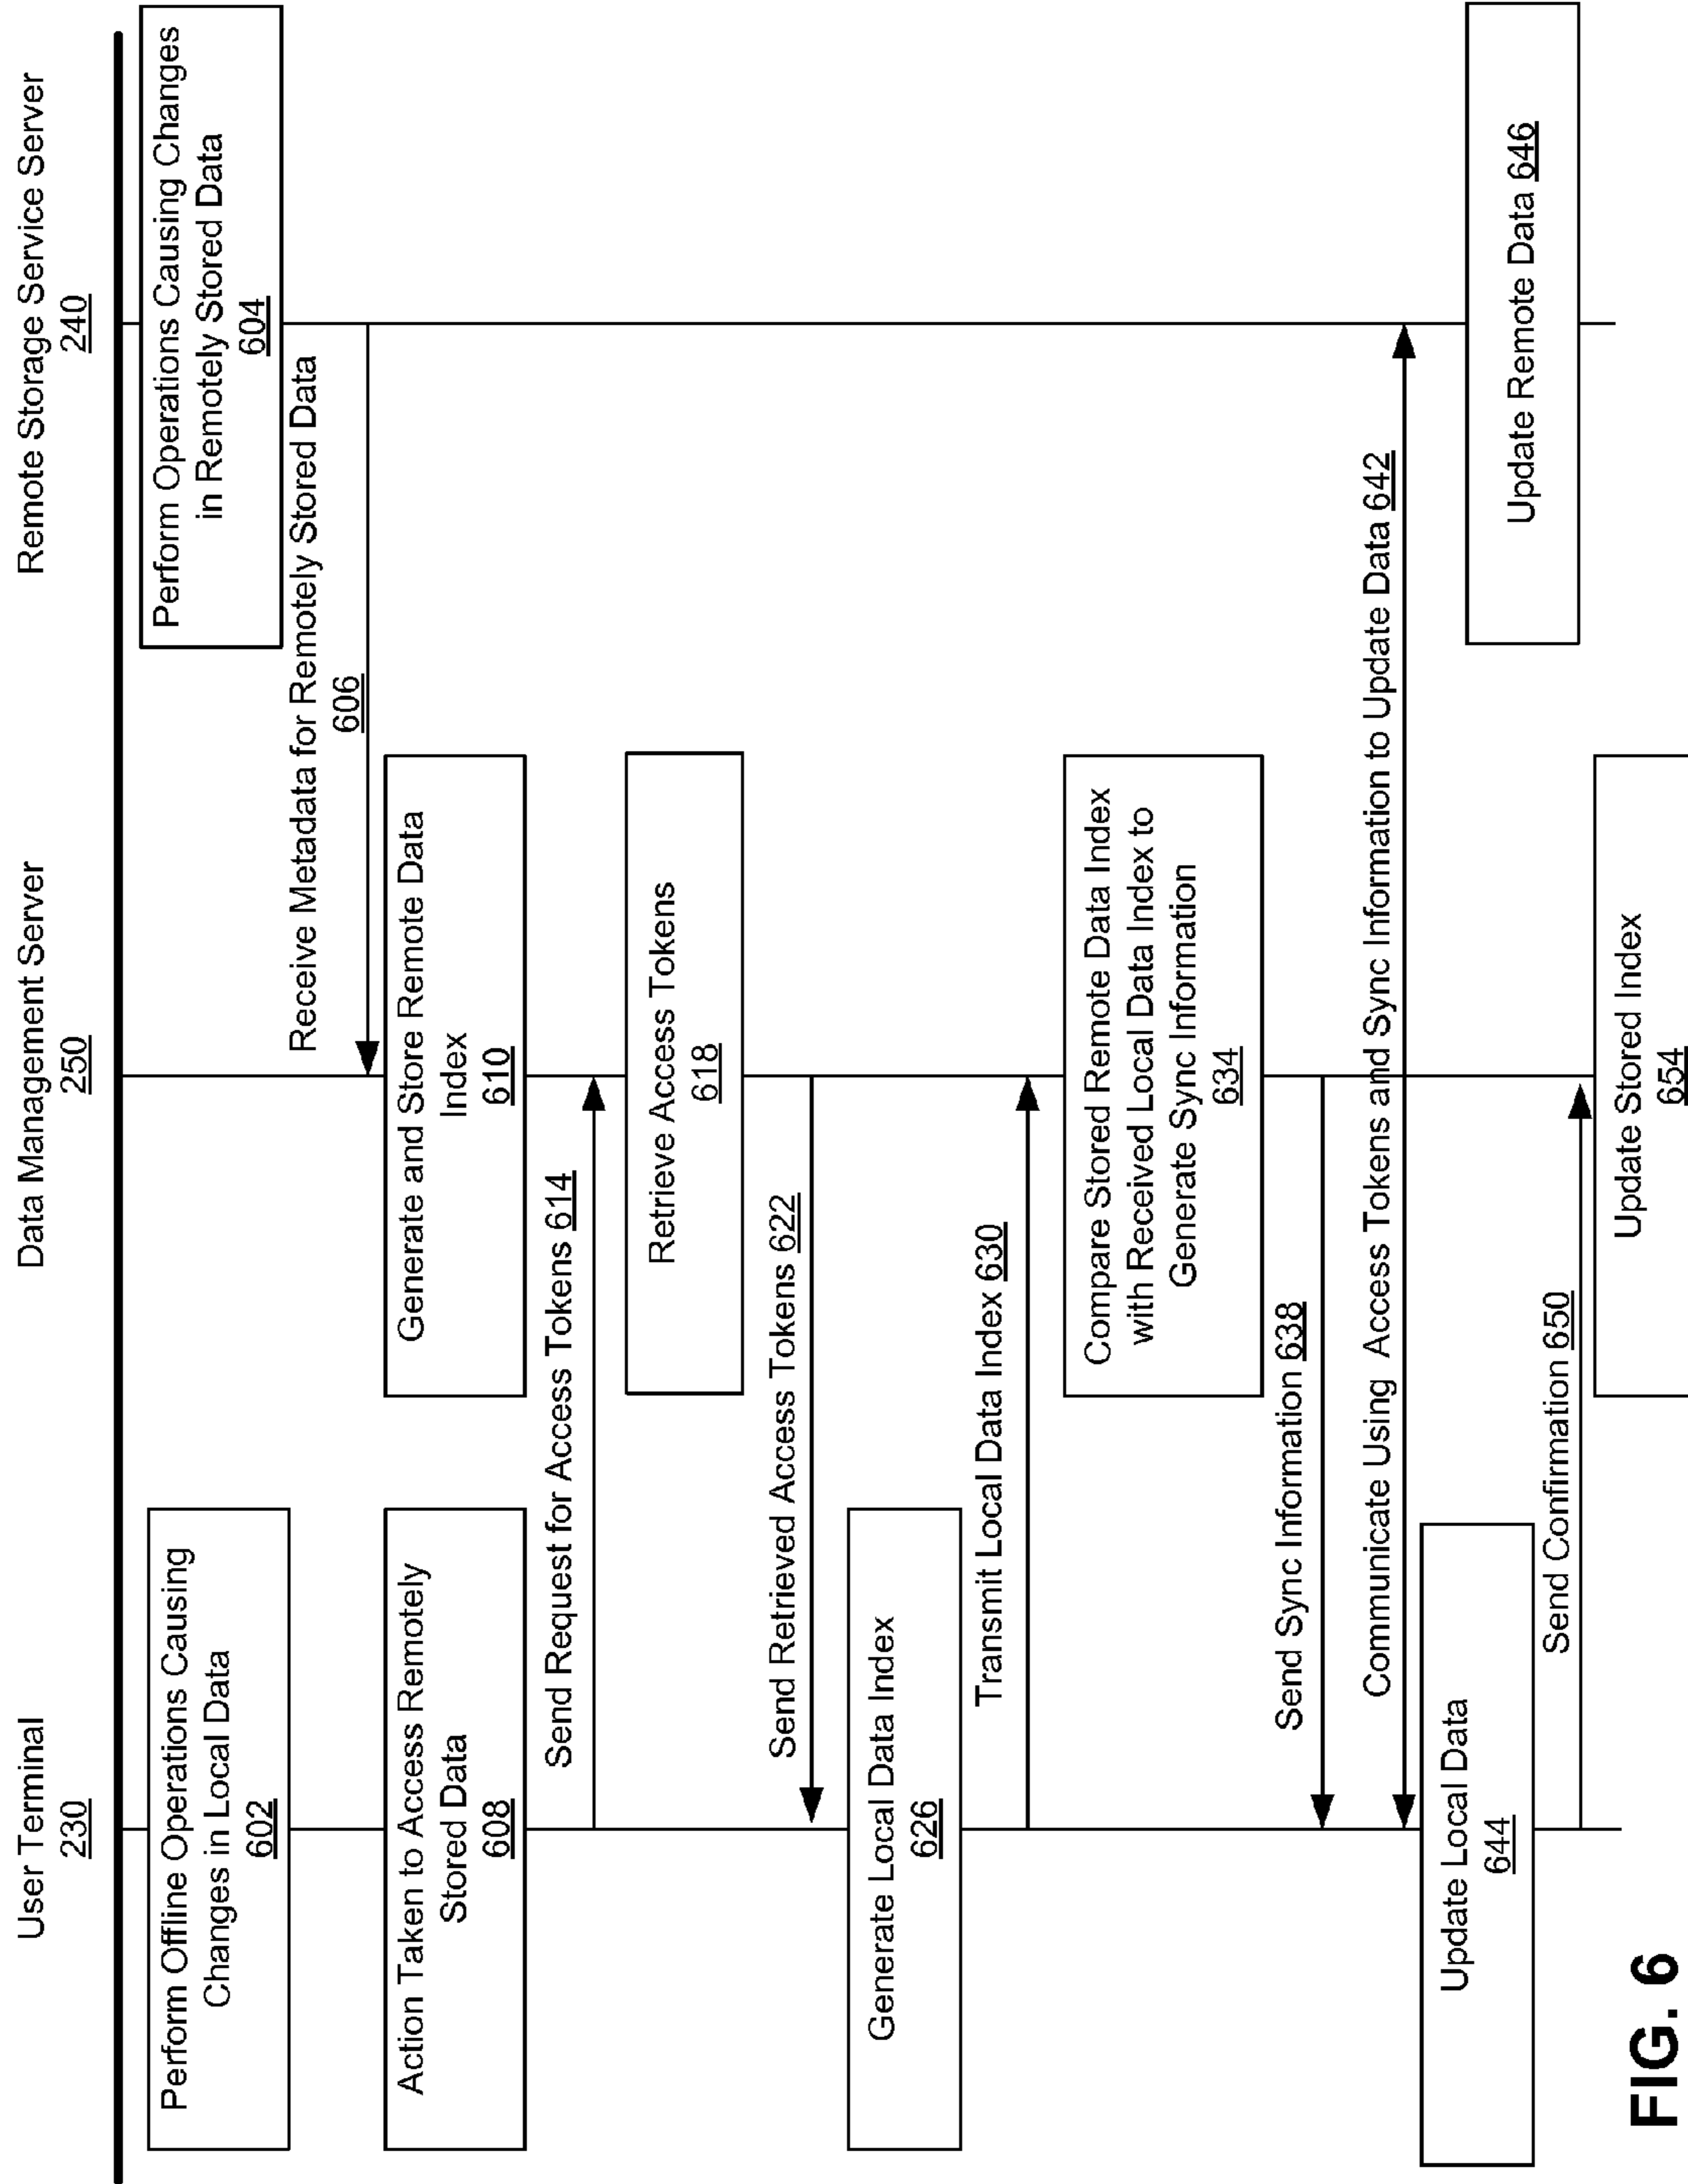 User Terminal
230
Data Management Server
250
Remote Storage Service Server
240
Perform Offline Operations Causing
Changes in Local Data
602
Perform Operations Causing Changes
in Remotely Stored Data
604
Receive Metadata for Remotely Stored Data
606
Action Taken to Access Remotely
Stored Data
608
Generate and Store Remote Data
Index
610
Send Request for Access Tokens 614
Retrieve Access Tokens
618
Send Retrieved Access Tokens 622
Generate Local Data Index
626
Transmit Local Data Index 630
Compare Stored Remote Data Index
with Received Local Data Index to
Generate Sync Information
634
Send Sync Information 638
Communicate Using Access Tokens and Sync Information to Update Data 642
Update Local Data
644
Update Remote Data 646
Send Confirmation 650
Update Stored Index
654
FIG. 6